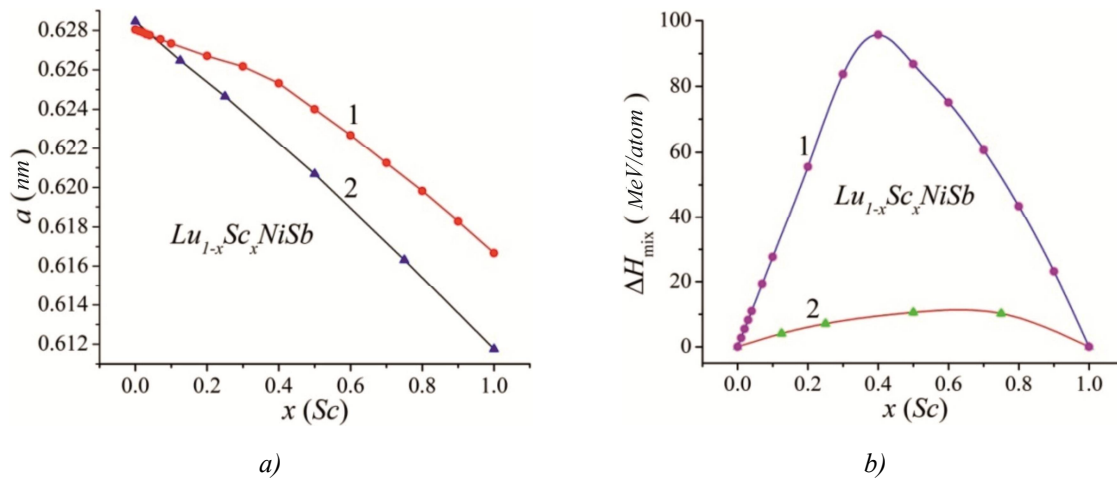 0.628
0.626
0.624
0.622
0.620
0.618
0.616
0.614
0.612
a (nm)
1
2
Lu1-xScxNiSb
0.0 0.2 0.4 0.6 0.8 1.0
x (Sc)
a)
100
80
60
40
20
0
ΔHmix ( MeV/atom )
1
Lu1-xScxNiSb
2
0.0 0.2 0.4 0.6 0.8 1.0
x (Sc)
b)